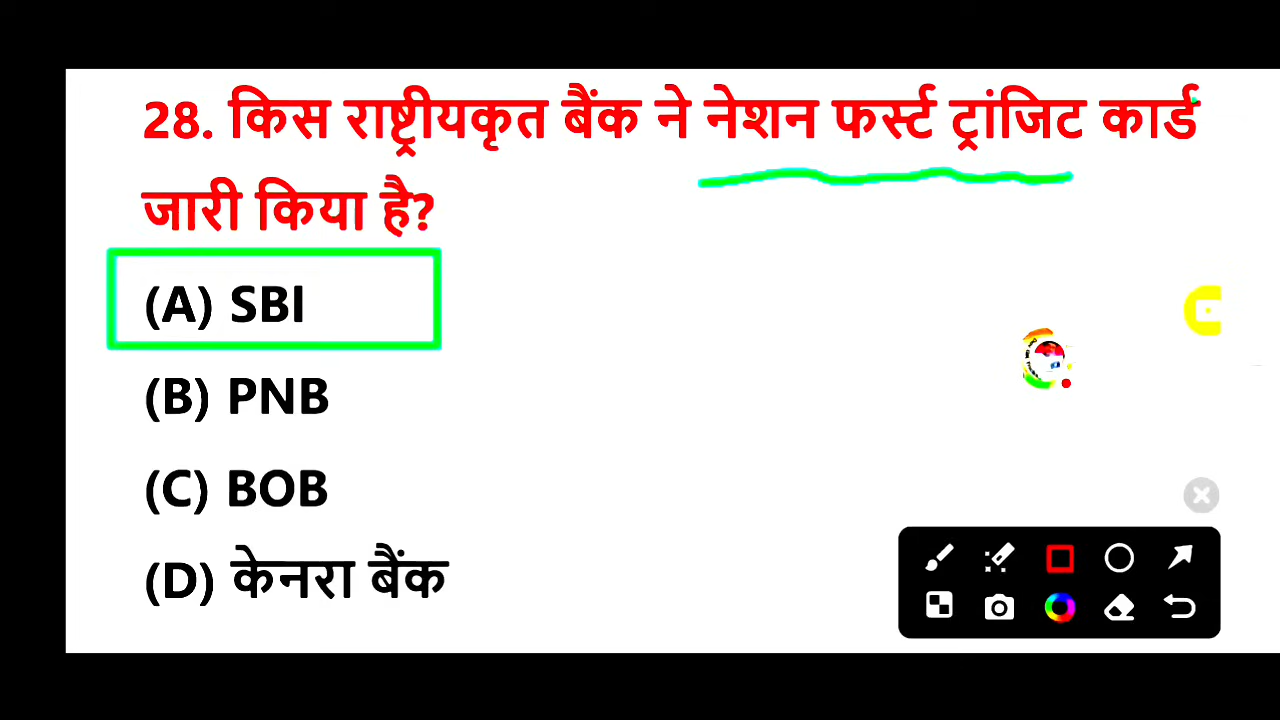 28. किस राष्ट्रीयकृत बैंक ने नेशन फर्स्ट ट्रांजिट कार्ड
जारी किया है?
(A) SBI
(B) PNB
(C) BOB
(D) केनरा बैंक